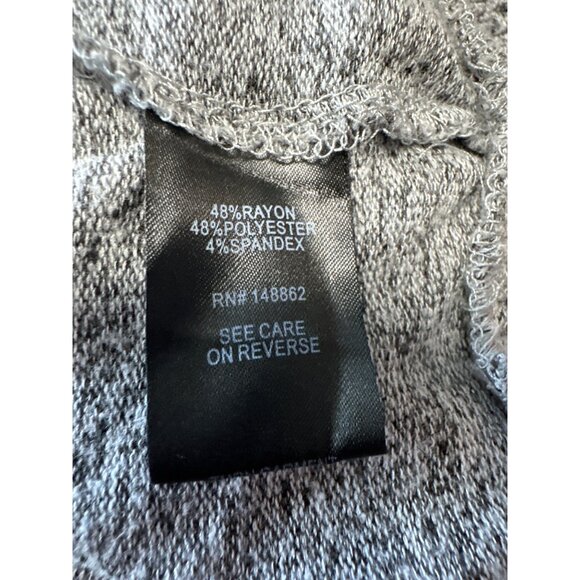 48%RAYON
48%POLYESTER
4%SPANDEX
RN# 148862
SEE CARE
ON REVERSE